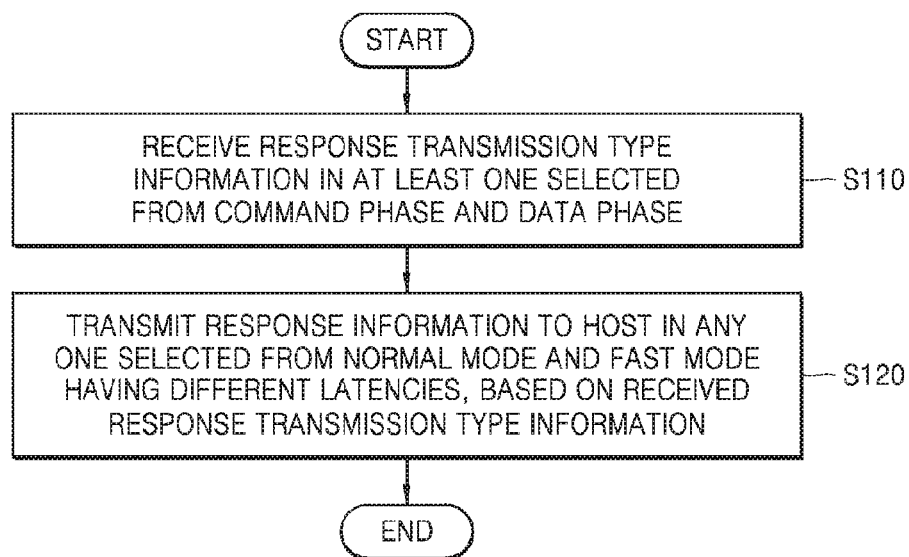 START
RECEIVE RESPONSE TRANSMISSION TYPE
INFORMATION IN AT LEAST ONE SELECTED
FROM COMMAND PHASE AND DATA PHASE
S110
TRANSMIT RESPONSE INFORMATION TO HOST IN ANY
ONE SELECTED FROM NORMAL MODE AND FAST MODE
HAVING DIFFERENT LATENCIES, BASED ON RECEIVED
RESPONSE TRANSMISSION TYPE INFORMATION
S120
END